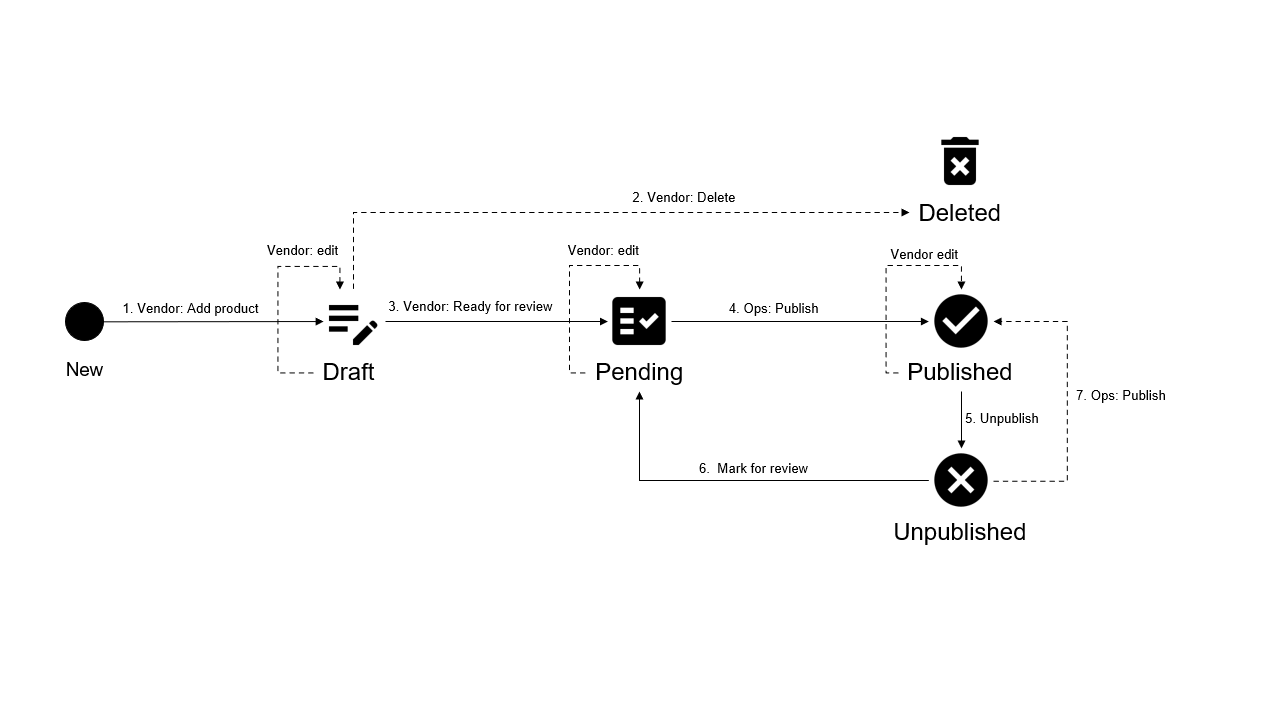 Deleted
2. Vendor: Delete
Vendor: edit
Vendor: edit
Vendor edit
1. Vendor: Add product
3. Vendor: Ready for review
4. Ops: Publish
New
Draft
Pending
Published
7. Ops: Publish
5. Unpublish
6.  Mark for review
Unpublished